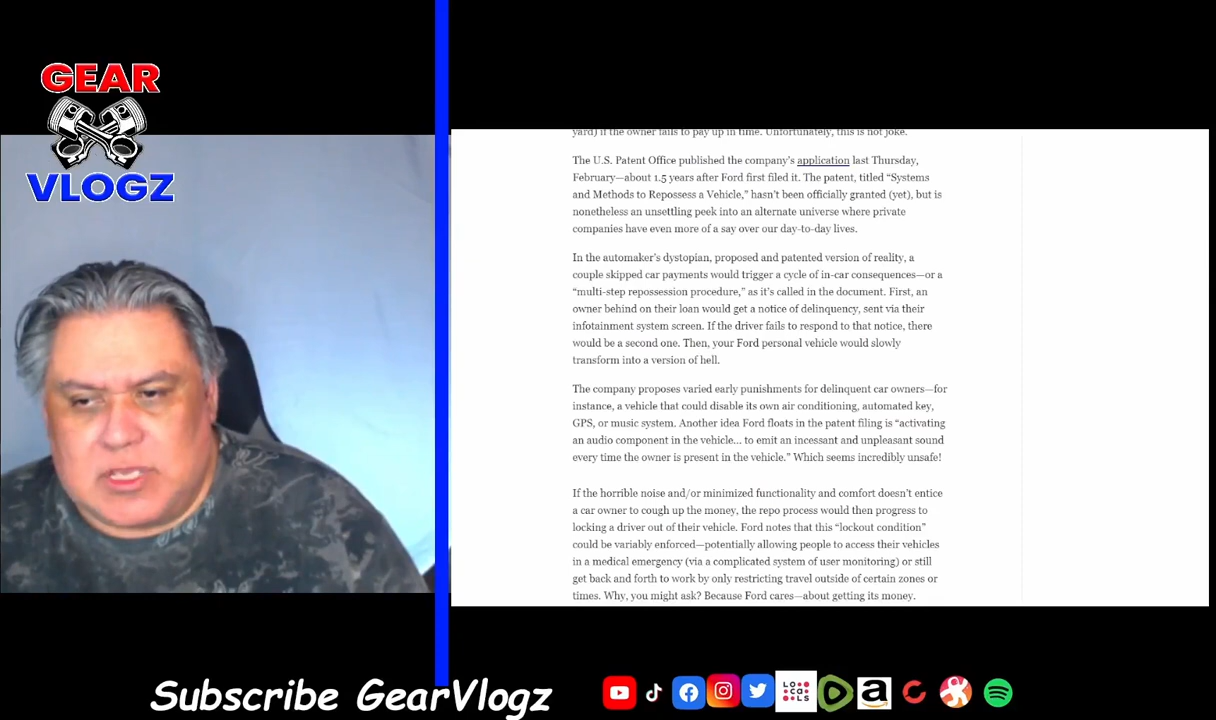 GEAR
VLOGZ
yard) if the owner fails to pay up in time. Unfortunately, this is not joke.
The U.S. Patent Office published the company's application last Thursday,
February—about 1.5 years after Ford first filed it. The patent, titled “Systems
and Methods to Repossess a Vehicle,” hasn't been officially granted (yet), but is
nonetheless an unsettling peek into an alternate universe where private
companies have even more of a say over our day-to-day lives.
In the automaker's dystopian, proposed and patented version of reality, a
couple skipped car payments would trigger a cycle of in-car consequences—or a
“multi-step repossession procedure,” as it's called in the document. First, an
owner behind on their loan would get a notice of delinquency, sent via their
infotainment system screen. If the driver fails to respond to that notice, there
would be a second one. Then, your Ford personal vehicle would slowly
transform into a version of hell.
The company proposes varied early punishments for delinquent car owners—for
instance, a vehicle that could disable its own air conditioning, automated key,
GPS, or music system. Another idea Ford floats in the patent filing is “activating
an audio component in the vehicle... to emit an incessant and unpleasant sound
every time the owner is present in the vehicle.” Which seems incredibly unsafe!
If the horrible noise and/or minimized functionality and comfort doesn't entice
a car owner to cough up the money, the repo process would then progress to
locking a driver out of their vehicle. Ford notes that this “lockout condition”
could be variably enforced—potentially allowing people to access their vehicles
in a medical emergency (via a complicated system of user monitoring) or still
get back and forth to work by only restricting travel outside of certain zones or
times. Why, you might ask? Because Ford cares—about getting its money.
Subscribe GearVlogz
LO
ca
LS